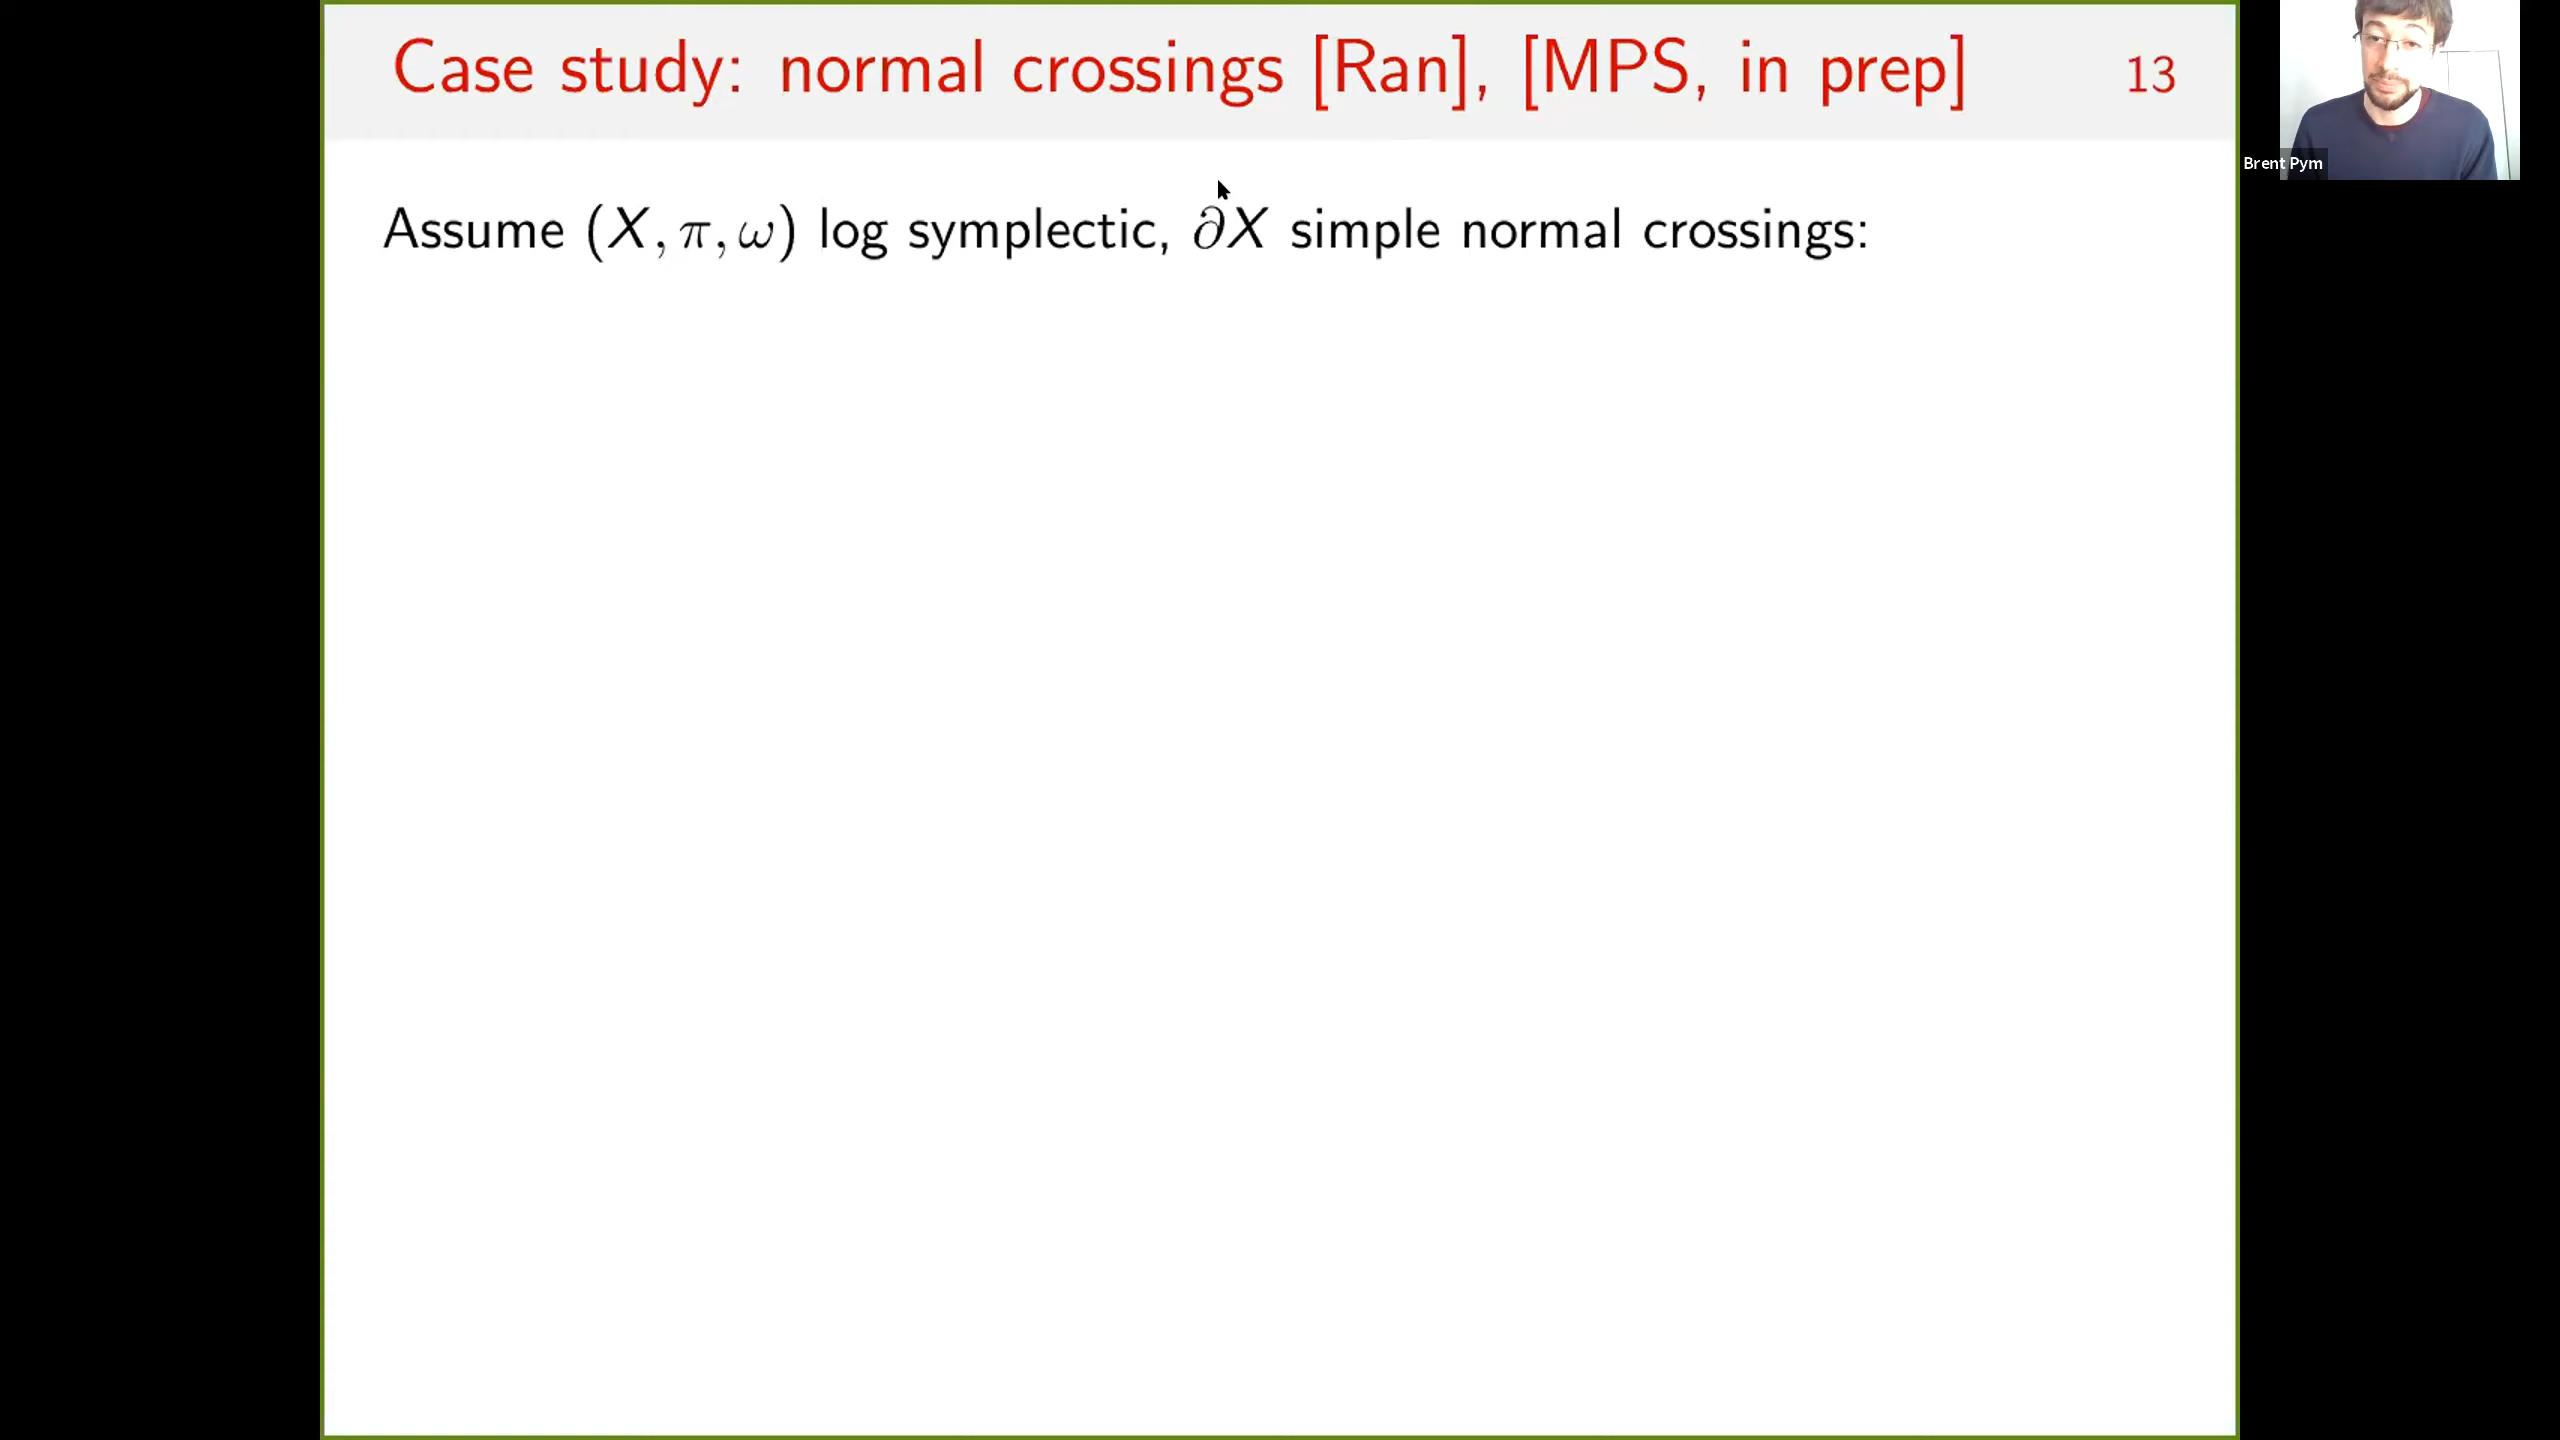 Case study: normal crossings [Ran], [MPS, in prep] 13
Brent Pym
Assume (X, π, ω) log symplectic, ∂X simple normal crossings: